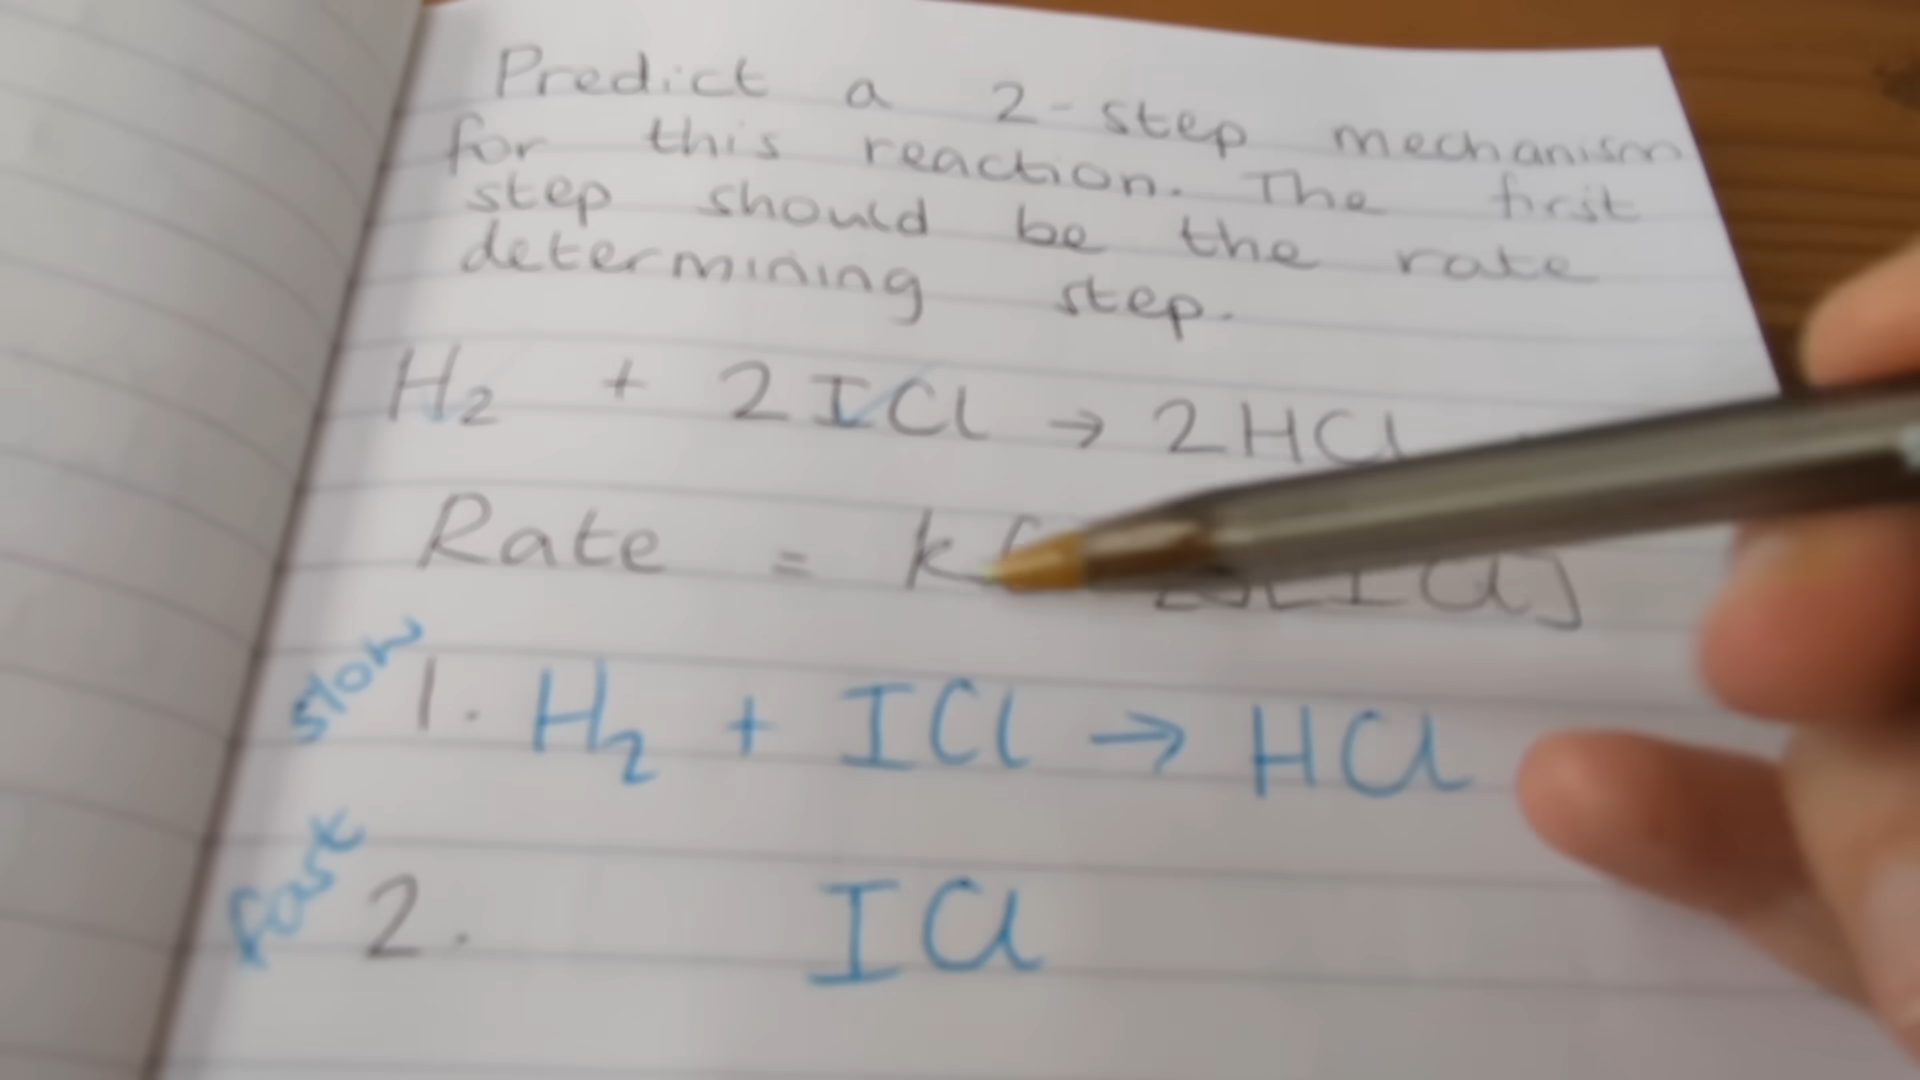 Predict a 2-step mechanism
for this reaction. The first
step should be the rate
determining step.
H₂ + 2ICl → 2HCl
Rate = k[ ][ICl]
slow 1. H₂ + ICl → HCl
fast 2. ICl